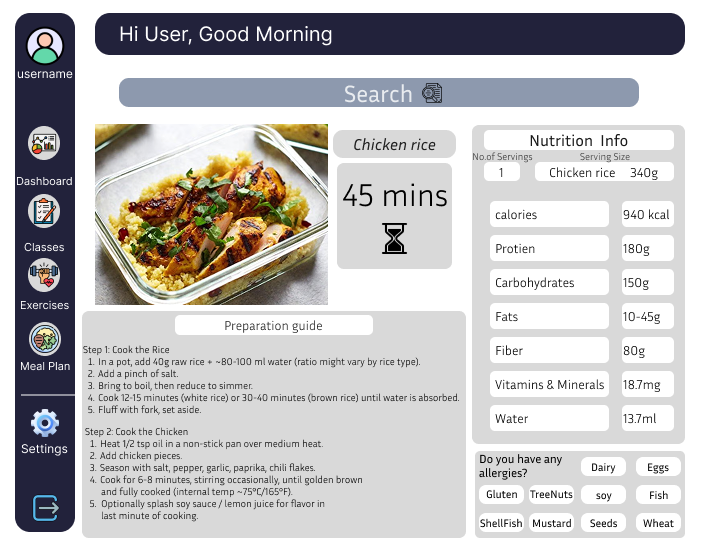 Hi User, Good Morning
username
Dashboard
Classes
Exercises
Meal Plan
Settings
Search
Chicken rice
45 mins
Nutrition Info
No.of Servings
Serving Size
1
Chicken rice 340g
calories 940 kcal
Protien 180g
Carbohydrates 150g
Fats 10-45g
Fiber 80g
Vitamins & Minerals 18.7mg
Water 13.7ml
Preparation guide
Step 1: Cook the Rice
1. In a pot, add 40g raw rice + ~80-100 ml water (ratio might vary by rice type).
2. Add a pinch of salt.
3. Bring to boil, then reduce to simmer.
4. Cook 12-15 minutes (white rice) or 30-40 minutes (brown rice) until water is absorbed.
5. Fluff with fork, set aside.
Step 2: Cook the Chicken
1. Heat 1/2 tsp oil in a non-stick pan over medium heat.
2. Add chicken pieces.
3. Season with salt, pepper, garlic, paprika, chili flakes.
4. Cook for 6-8 minutes, stirring occasionally, until golden brown
and fully cooked (internal temp ~75°C/165°F).
5. Optionally splash soy sauce / lemon juice for flavor in
last minute of cooking.
Do you have any
allergies?
Dairy
Eggs
Gluten
TreeNuts
soy
Fish
ShellFish
Mustard
Seeds
Wheat